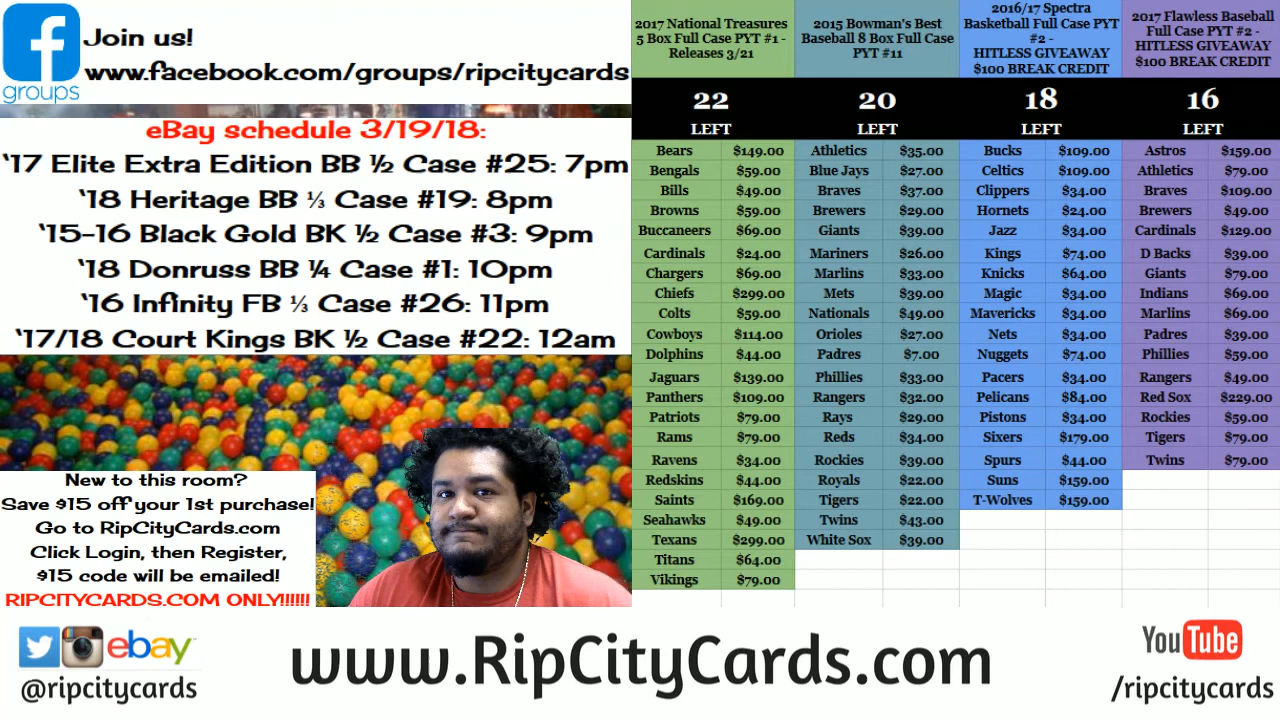 Join us!
www.facebook.com/groups/ripcitycards
groups
eBay schedule 3/19/18:
'17 Elite Extra Edition BB ½ Case #25: 7pm
'18 Heritage BB ⅓ Case #19: 8pm
'15-16 Black Gold BK ½ Case #3: 9pm
'18 Donruss BB ¼ Case #1: 10pm
'16 Infinity FB ⅓ Case #26: 11pm
'17/18 Court Kings BK ½ Case #22: 12am
New to this room?
Save $15 off your 1st purchase!
Go to RipCityCards.com
Click Login, then Register,
$15 code will be emailed!
RIPCITYCARDS.COM ONLY!!!!!!
2017 National Treasures
5 Box Full Case PYT #1 -
Releases 3/21
22
LEFT
Bears $149.00
Bengals $59.00
Bills $49.00
Browns $59.00
Buccaneers $69.00
Cardinals $24.00
Chargers $69.00
Chiefs $299.00
Colts $59.00
Cowboys $114.00
Dolphins $44.00
Jaguars $139.00
Panthers $109.00
Patriots $79.00
Rams $79.00
Ravens $34.00
Redskins $44.00
Saints $169.00
Seahawks $49.00
Texans $299.00
Titans $64.00
Vikings $79.00
2015 Bowman's Best
Baseball 8 Box Full Case
PYT #11
20
LEFT
Athletics $35.00
Blue Jays $27.00
Braves $37.00
Brewers $29.00
Giants $39.00
Mariners $26.00
Marlins $33.00
Mets $39.00
Nationals $49.00
Orioles $27.00
Padres $7.00
Phillies $33.00
Rangers $32.00
Rays $29.00
Reds $34.00
Rockies $39.00
Royals $22.00
Tigers $22.00
Twins $43.00
White Sox $39.00
2016/17 Spectra
Basketball Full Case PYT
#2 -
HITLESS GIVEAWAY
$100 BREAK CREDIT
18
LEFT
Bucks $109.00
Celtics $109.00
Clippers $34.00
Hornets $24.00
Jazz $34.00
Kings $74.00
Knicks $64.00
Magic $34.00
Mavericks $34.00
Nets $34.00
Nuggets $74.00
Pacers $34.00
Pelicans $84.00
Pistons $34.00
Sixers $179.00
Spurs $44.00
Suns $159.00
T-Wolves $159.00
2017 Flawless Baseball
Full Case PYT #2 -
HITLESS GIVEAWAY
$100 BREAK CREDIT
16
LEFT
Astros $159.00
Athletics $79.00
Braves $109.00
Brewers $49.00
Cardinals $129.00
D Backs $39.00
Giants $79.00
Indians $69.00
Marlins $69.00
Padres $39.00
Phillies $59.00
Rangers $49.00
Red Sox $229.00
Rockies $59.00
Tigers $79.00
Twins $79.00
ebay
@ripcitycards
www.RipCityCards.com
You Tube
/ripcitycards